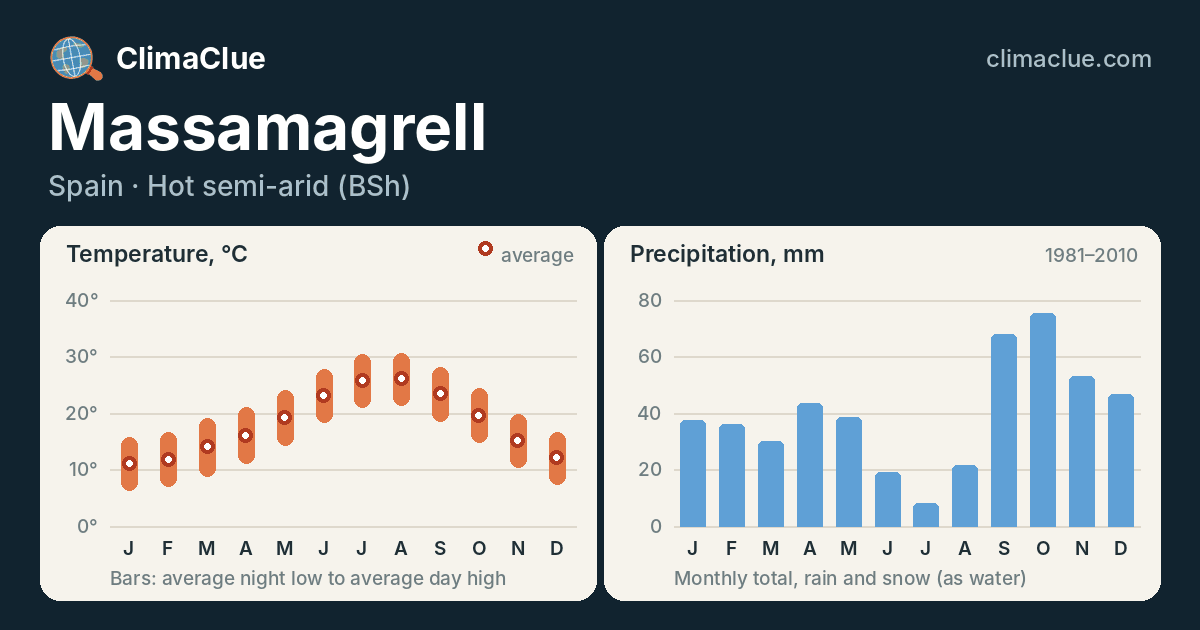 ClimaClue
climaclue.com
Massamagrell
Spain · Hot semi-arid (BSh)
Temperature, °C
average
40°
30°
20°
10°
0°
J F M A M J J A S O N D
Bars: average night low to average day high
Precipitation, mm
1981–2010
80
60
40
20
0
J F M A M J J A S O N D
Monthly total, rain and snow (as water)